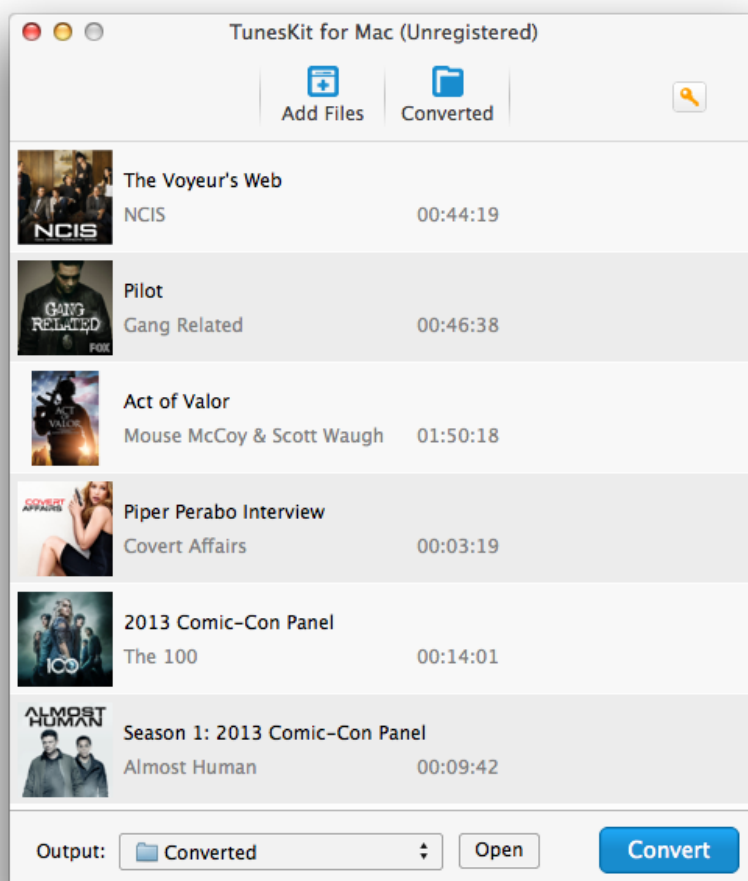 TunesKit for Mac (Unregistered)
Add Files
Converted
NCIS
The Voyeur's Web
NCIS
00:44:19
GANG
RELATED
FOX
Pilot
Gang Related
00:46:38
ACT
OF
VALOR
Act of Valor
Mouse McCoy & Scott Waugh
01:50:18
COVERT
AFFAIRS
Piper Perabo Interview
Covert Affairs
00:03:19
100
2013 Comic-Con Panel
The 100
00:14:01
ALMOST
HUMAN
Season 1: 2013 Comic-Con Panel
Almost Human
00:09:42
Output:
Converted
Open
Convert